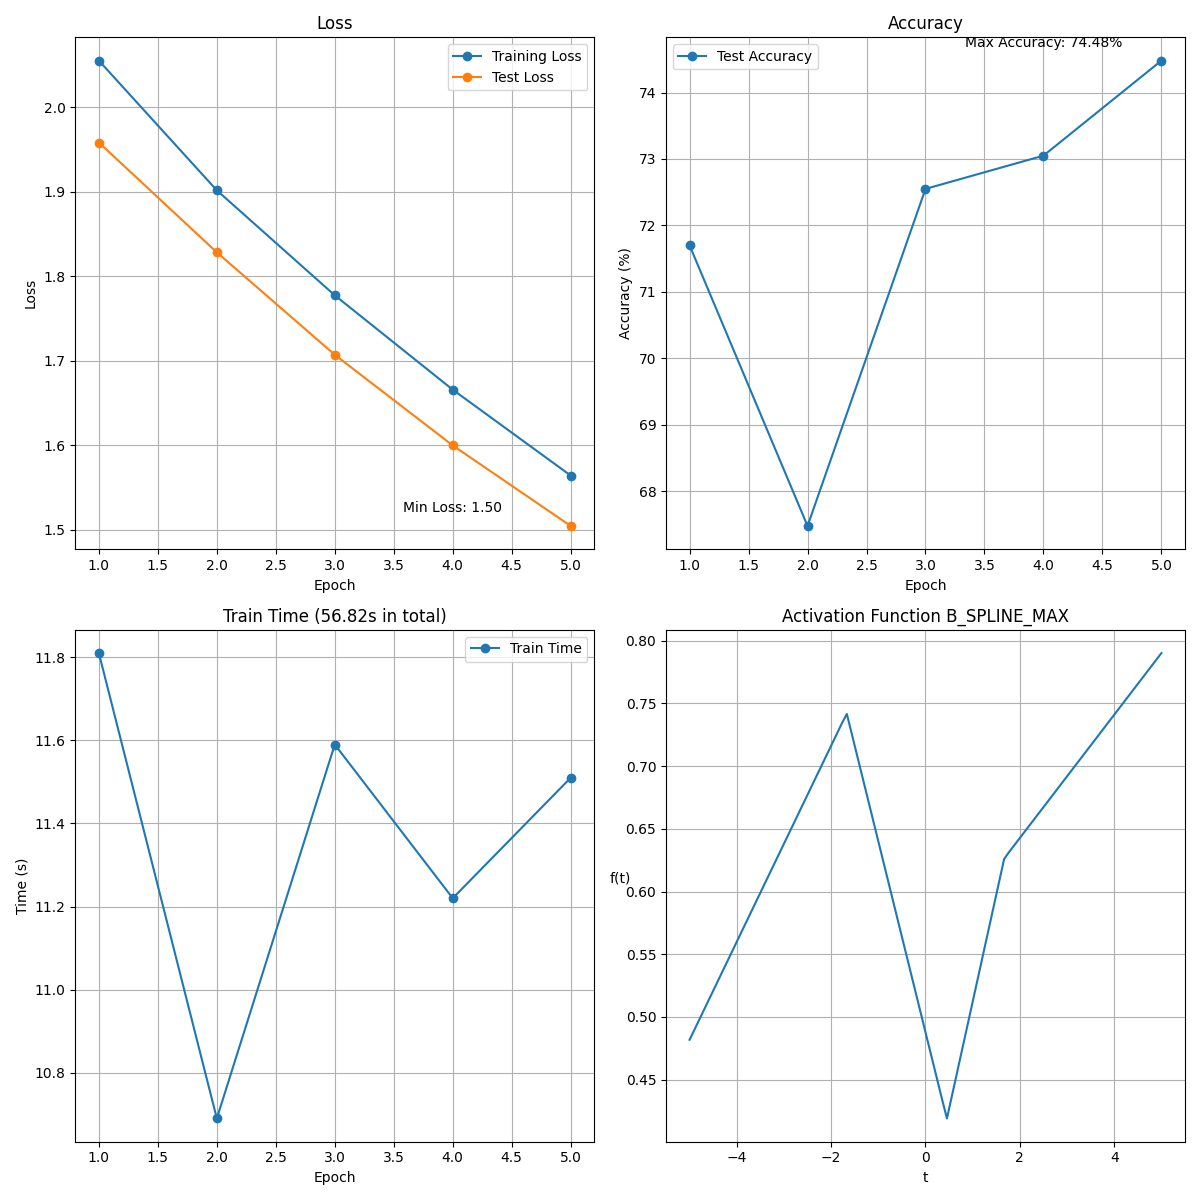 Loss
Training Loss
Test Loss
Min Loss: 1.50
2.0
1.9
1.8
1.7
1.6
1.5
Loss
1.0 1.5 2.0 2.5 3.0 3.5 4.0 4.5 5.0
Epoch
Accuracy
Max Accuracy: 74.48%
Test Accuracy
74
73
72
71
70
69
68
Accuracy (%)
1.0 1.5 2.0 2.5 3.0 3.5 4.0 4.5 5.0
Epoch
Train Time (56.82s in total)
Train Time
11.8
11.6
11.4
11.2
11.0
10.8
Time (s)
1.0 1.5 2.0 2.5 3.0 3.5 4.0 4.5 5.0
Epoch
Activation Function B_SPLINE_MAX
0.80
0.75
0.70
0.65
0.60
0.55
0.50
0.45
f(t)
−4 −2 0 2 4
t